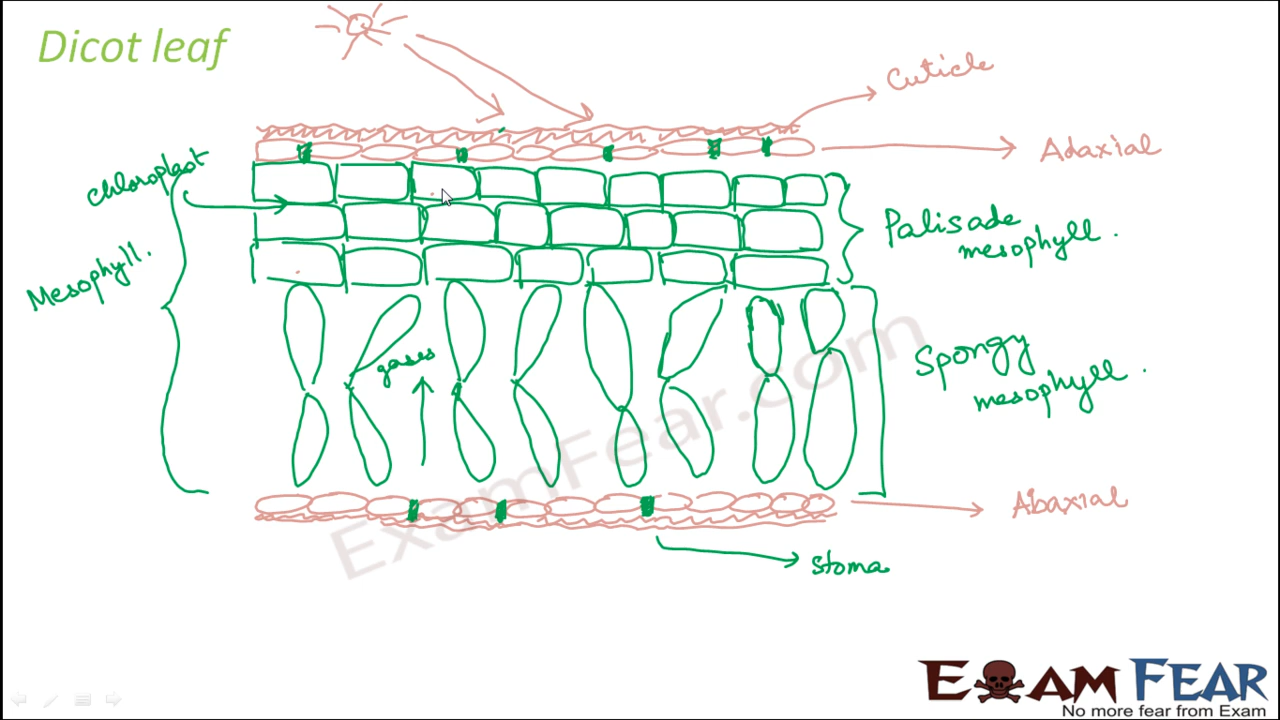 Dicot leaf
Cuticle
Adaxial
chloroplast
Palisade
mesophyll.
Mesophyll.
gases
Spongy
mesophyll.
Abaxial
stoma
ExamFear.com
EXAM FEAR
No more fear from Exam